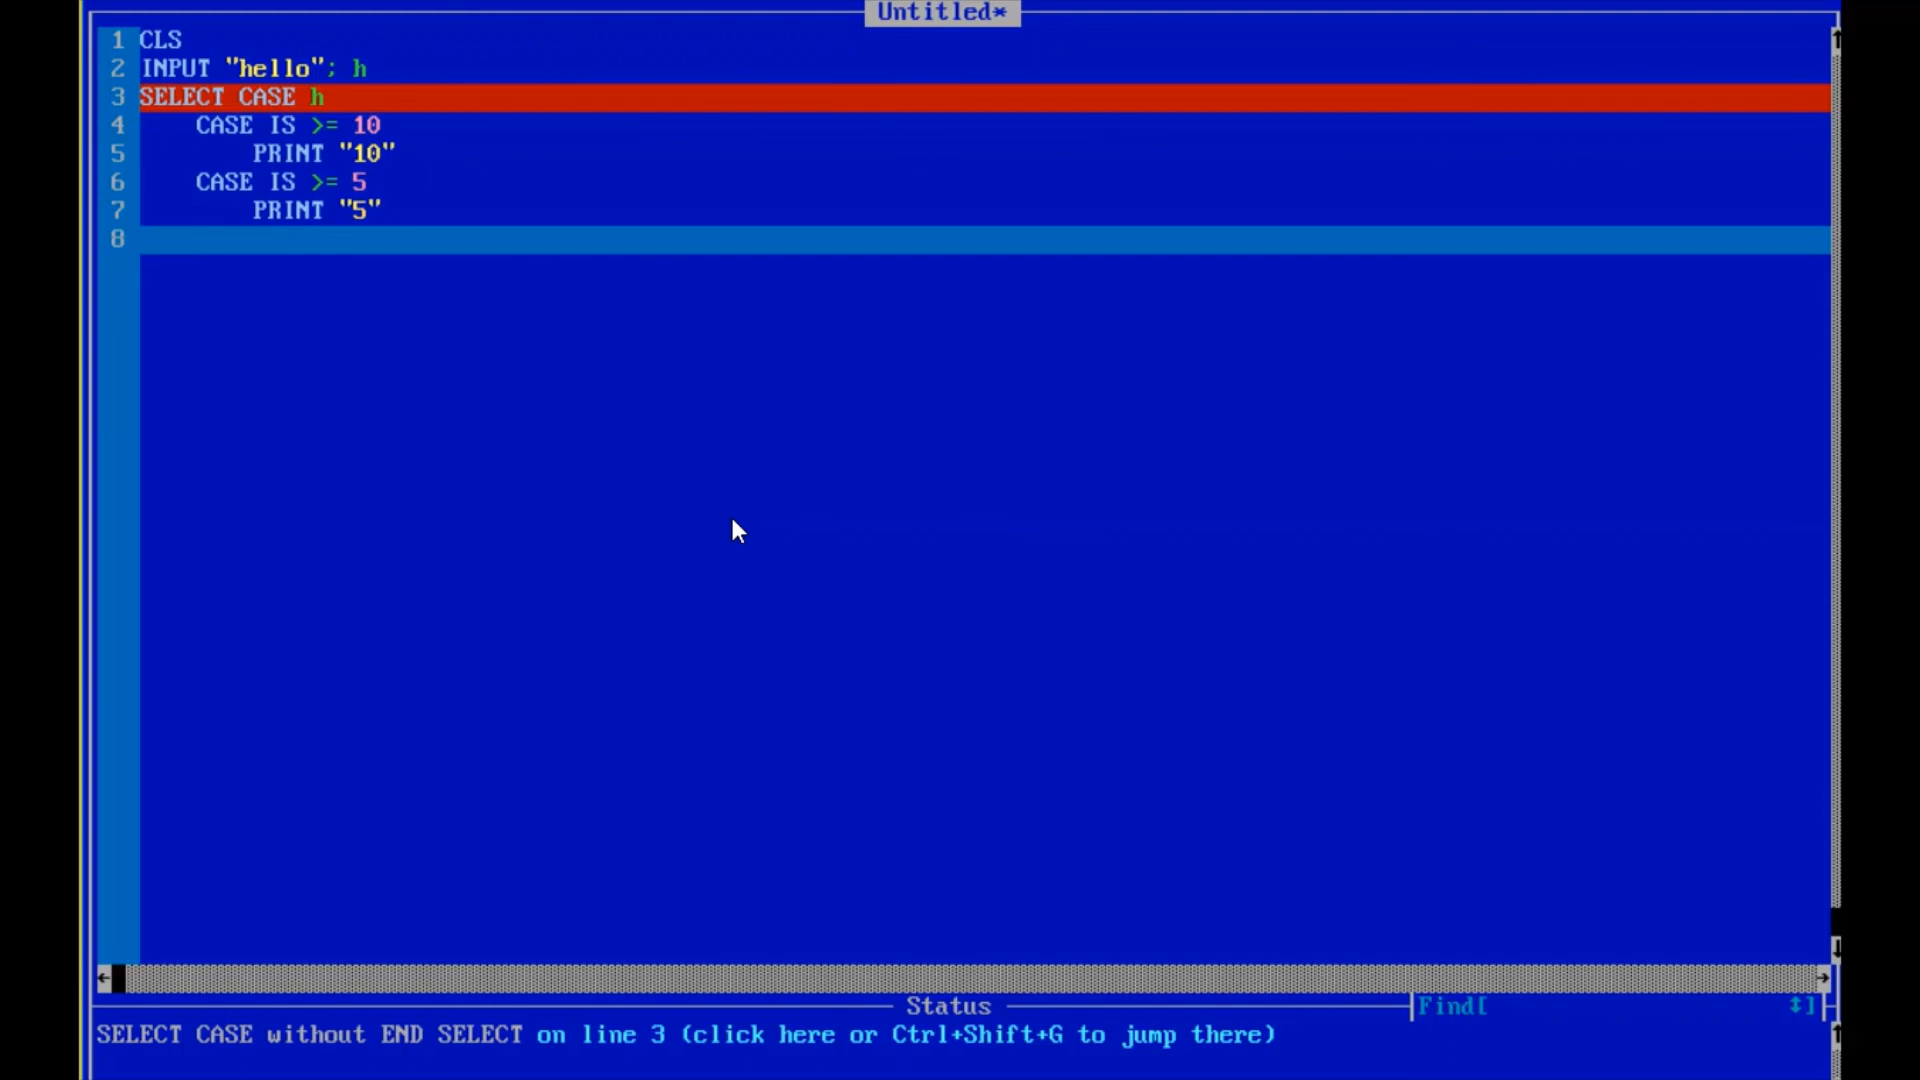 Untitled*
1 CLS
2 INPUT "hello"; h
3 SELECT CASE h
4 CASE IS >= 10
5 PRINT "10"
6 CASE IS >= 5
7 PRINT "5"
8
Status
Find[ ↕]
SELECT CASE without END SELECT on line 3 (click here or Ctrl+Shift+G to jump there)